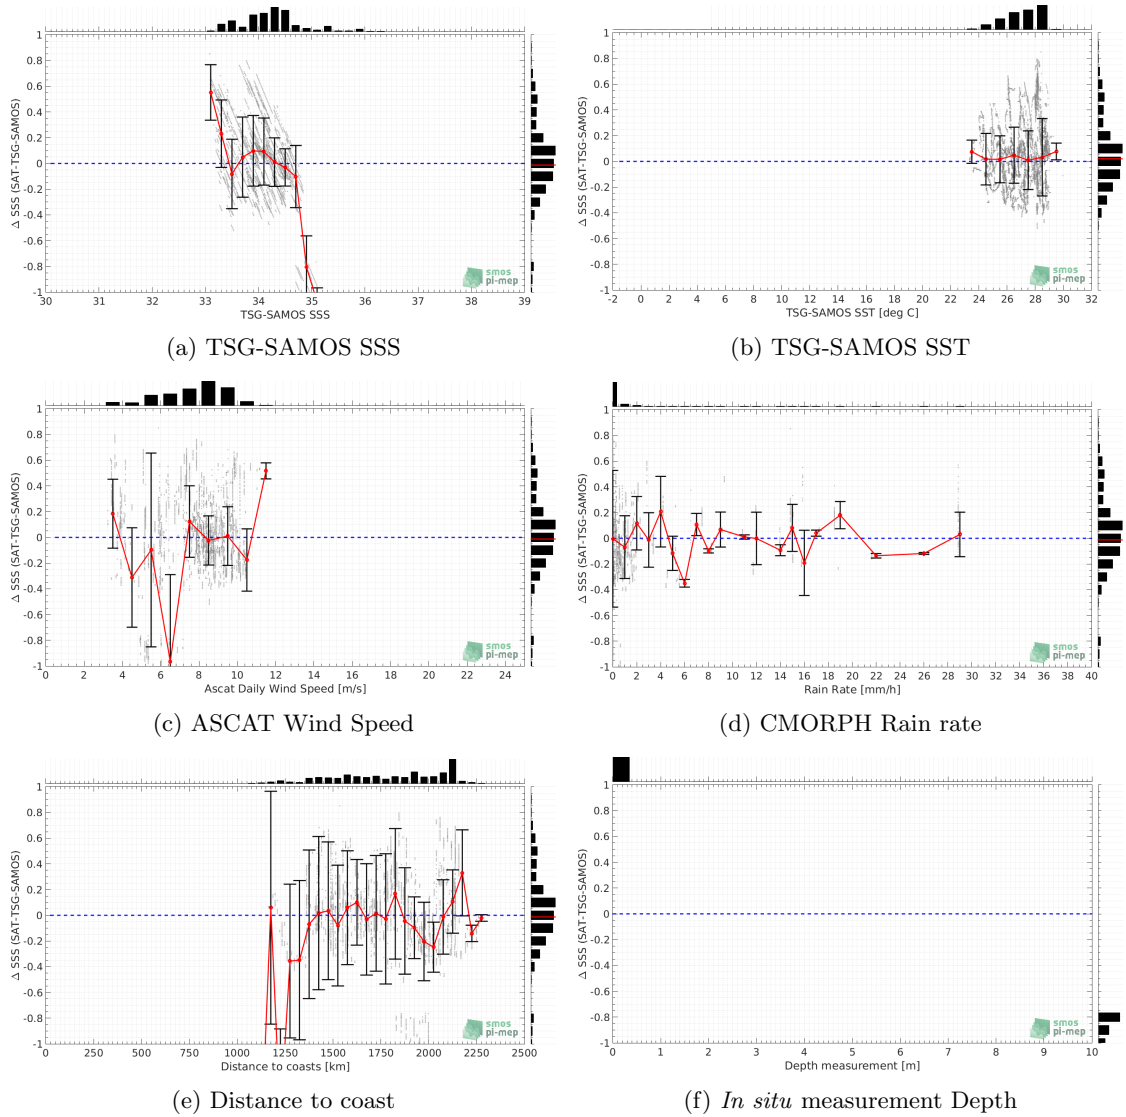 Δ SSS (SAT-TSG-SAMOS)
1
0.8
0.6
0.4
0.2
0
-0.2
-0.4
-0.6
-0.8
-1
30 31 32 33 34 35 36 37 38 39
TSG-SAMOS SSS
smos
pi-mep
(a) TSG-SAMOS SSS
Δ SSS (SAT-TSG-SAMOS)
1
0.8
0.6
0.4
0.2
0
-0.2
-0.4
-0.6
-0.8
-1
-2 0 2 4 6 8 10 12 14 16 18 20 22 24 26 28 30 32
TSG-SAMOS SST [deg C]
smos
pi-mep
(b) TSG-SAMOS SST
Δ SSS (SAT-TSG-SAMOS)
1
0.8
0.6
0.4
0.2
0
-0.2
-0.4
-0.6
-0.8
-1
0 2 4 6 8 10 12 14 16 18 20 22 24
Ascat Daily Wind Speed [m/s]
smos
pi-mep
(c) ASCAT Wind Speed
Δ SSS (SAT-TSG-SAMOS)
1
0.8
0.6
0.4
0.2
0
-0.2
-0.4
-0.6
-0.8
-1
0 2 4 6 8 10 12 14 16 18 20 22 24 26 28 30 32 34 36 38 40
Rain Rate [mm/h]
smos
pi-mep
(d) CMORPH Rain rate
Δ SSS (SAT-TSG-SAMOS)
1
0.8
0.6
0.4
0.2
0
-0.2
-0.4
-0.6
-0.8
-1
0 250 500 750 1000 1250 1500 1750 2000 2250 2500
Distance to coasts [km]
smos
pi-mep
(e) Distance to coast
Δ SSS (SAT-TSG-SAMOS)
1
0.8
0.6
0.4
0.2
0
-0.2
-0.4
-0.6
-0.8
-1
0 1 2 3 4 5 6 7 8 9 10
Depth measurement [m]
smos
pi-mep
(f) In situ measurement Depth